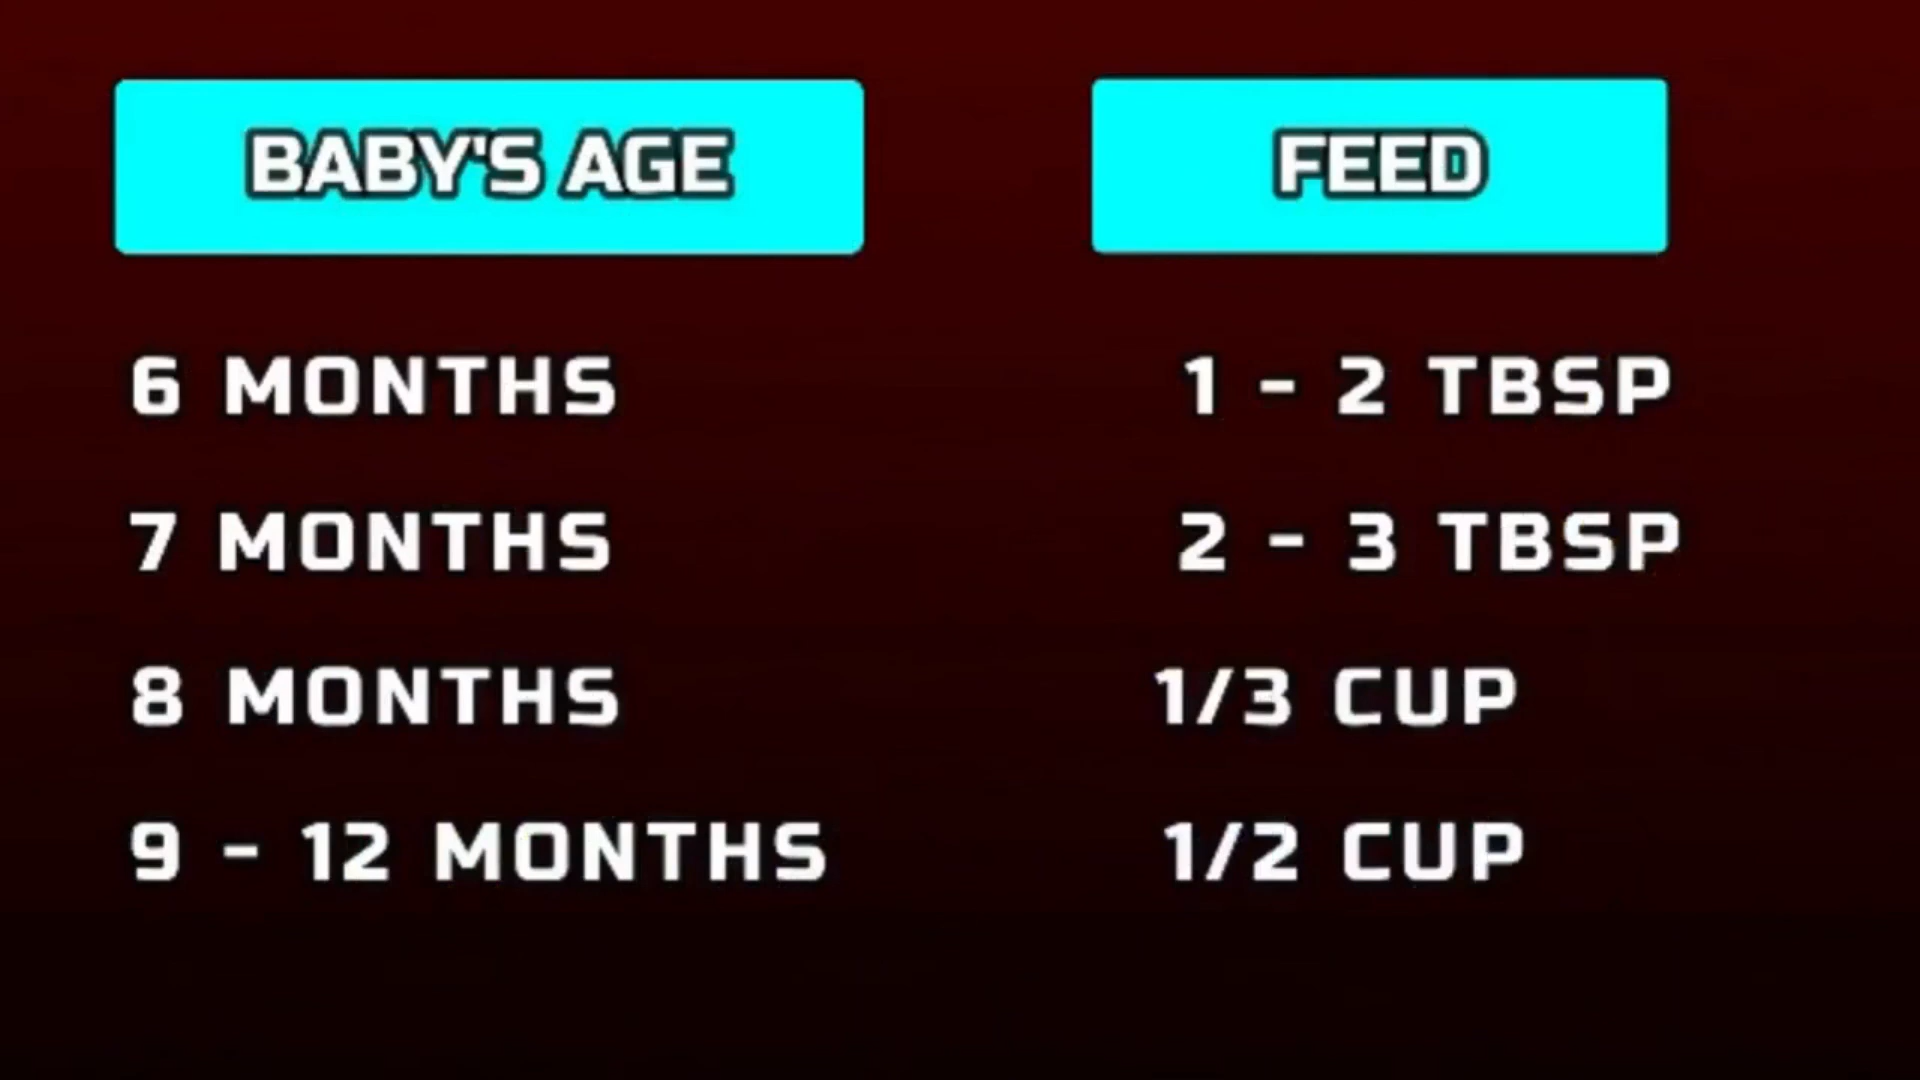 BABY'S AGE FEED
6 MONTHS 1 - 2 TBSP
7 MONTHS 2 - 3 TBSP
8 MONTHS 1/3 CUP
9 - 12 MONTHS 1/2 CUP